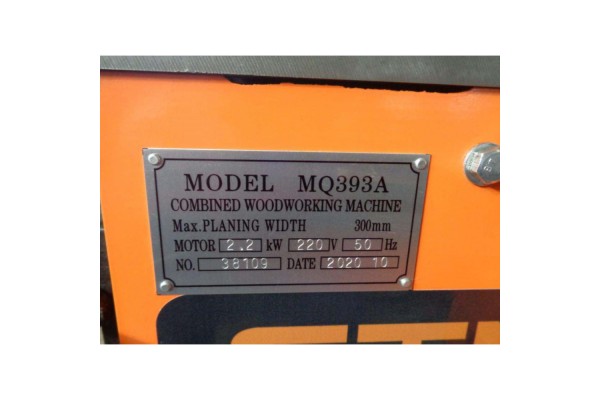 MODEL MQ393A
COMBINED WOODWORKING MACHINE
Max.PLANING WIDTH 300mm
MOTOR 2.2 kW 220 V 50 Hz
NO. 38109 DATE 2020 10